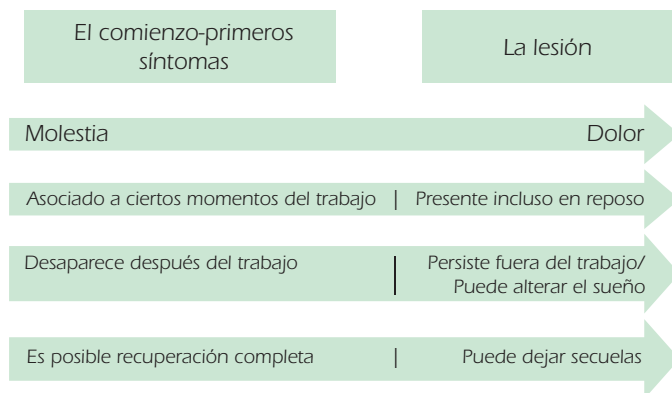 El comienzo-primeros
síntomas
La lesión
Molestia Dolor
Asociado a ciertos momentos del trabajo | Presente incluso en reposo
Desaparece después del trabajo | Persiste fuera del trabajo/
Puede alterar el sueño
Es posible recuperación completa | Puede dejar secuelas